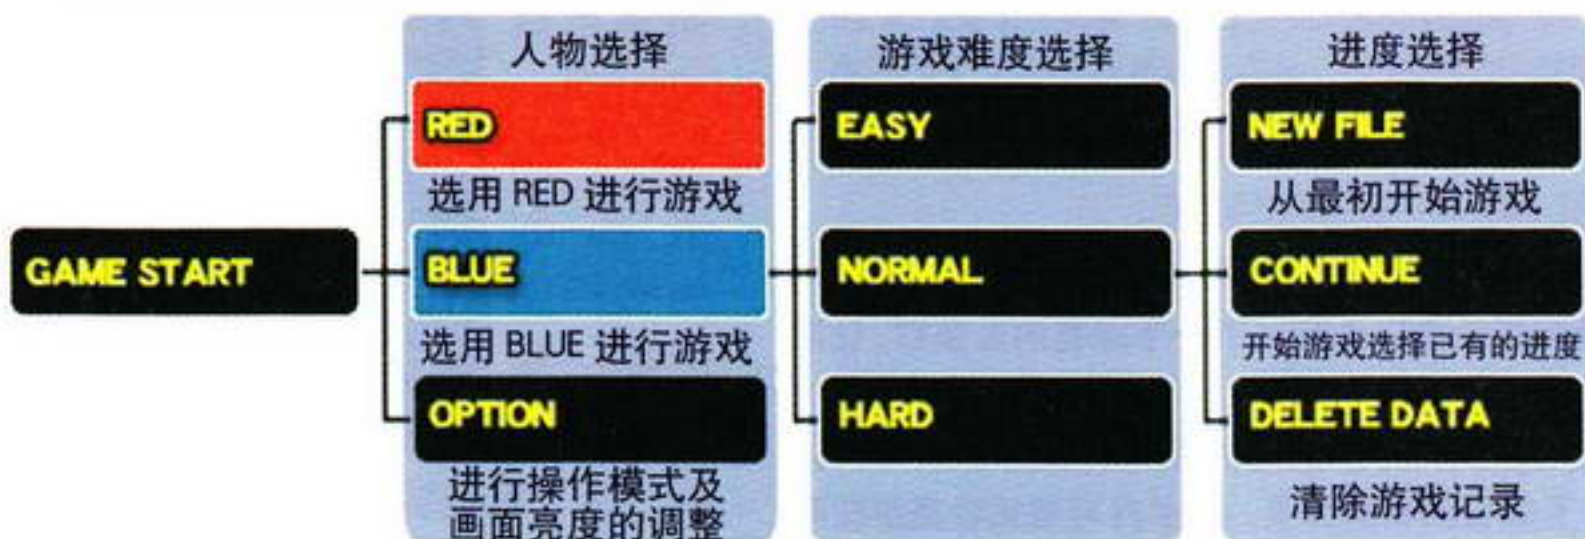 GAME START
人物选择
RED
选用 RED 进行游戏
BLUE
选用 BLUE 进行游戏
OPTION
进行操作模式及
画面亮度的调整
游戏难度选择
EASY
NORMAL
HARD
进度选择
NEW FILE
从最初开始游戏
CONTINUE
开始游戏选择已有的进度
DELETE DATA
清除游戏记录